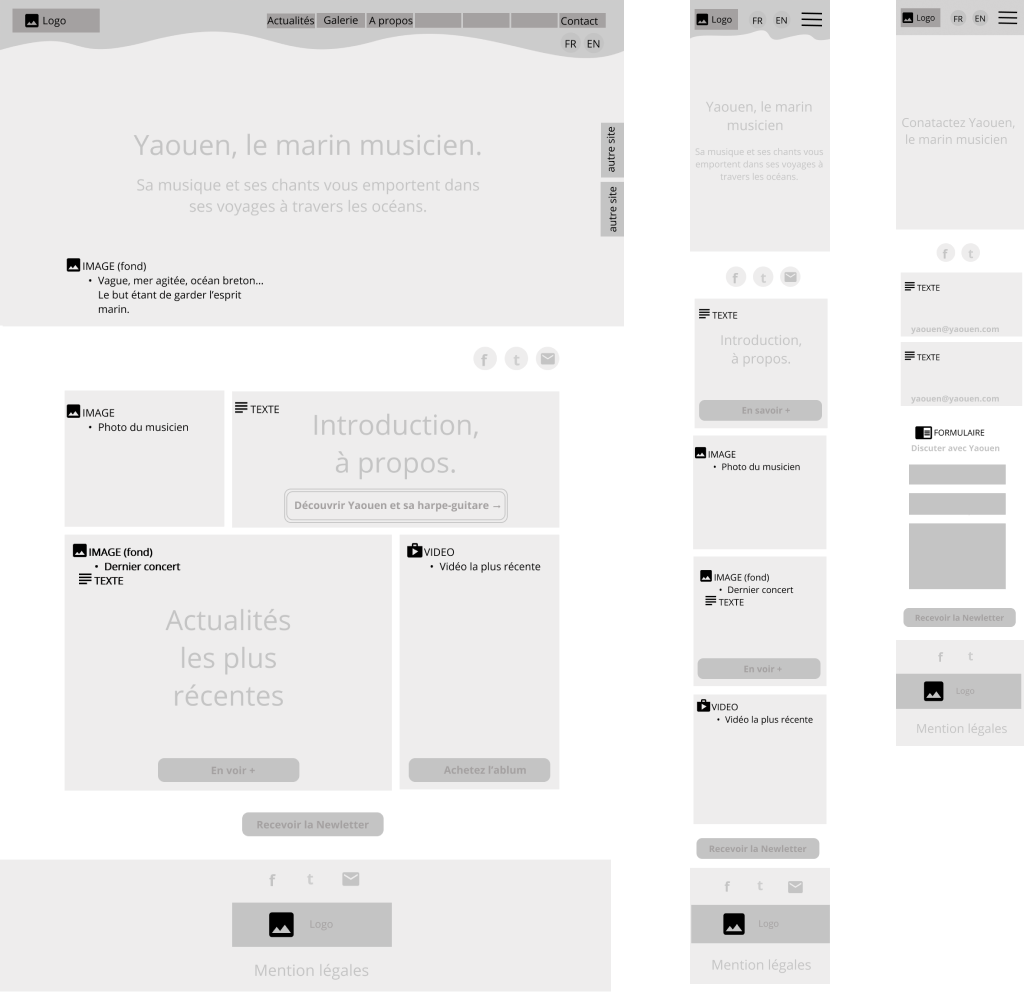 Logo
Actualités Galerie A propos Contact
FR EN
Yaouen, le marin musicien.
Sa musique et ses chants vous emportent dans
ses voyages à travers les océans.
autre site
autre site
IMAGE (fond)
• Vague, mer agitée, océan breton...
Le but étant de garder l'esprit
marin.
f t
IMAGE
• Photo du musicien
TEXTE
Introduction,
à propos.
Découvrir Yaouen et sa harpe-guitare →
IMAGE (fond)
• Dernier concert
TEXTE
Actualités
les plus
récentes
En voir +
VIDEO
• Vidéo la plus récente
Achetez l'ablum
Recevoir la Newletter
f t
Logo
Mention légales
Logo FR EN
Yaouen, le marin
musicien
Sa musique et ses chants vous
emportent dans ses voyages à
travers les océans.
f t
TEXTE
Introduction,
à propos.
En savoir +
IMAGE
• Photo du musicien
IMAGE (fond)
• Dernier concert
TEXTE
En voir +
VIDEO
• Vidéo la plus récente
Recevoir la Newletter
f t
Logo
Mention légales
Logo FR EN
Conatactez Yaouen,
le marin musicien
f t
TEXTE
yaouen@yaouen.com
TEXTE
yaouen@yaouen.com
FORMULAIRE
Discuter avec Yaouen
Recevoir la Newletter
f t
Logo
Mention légales